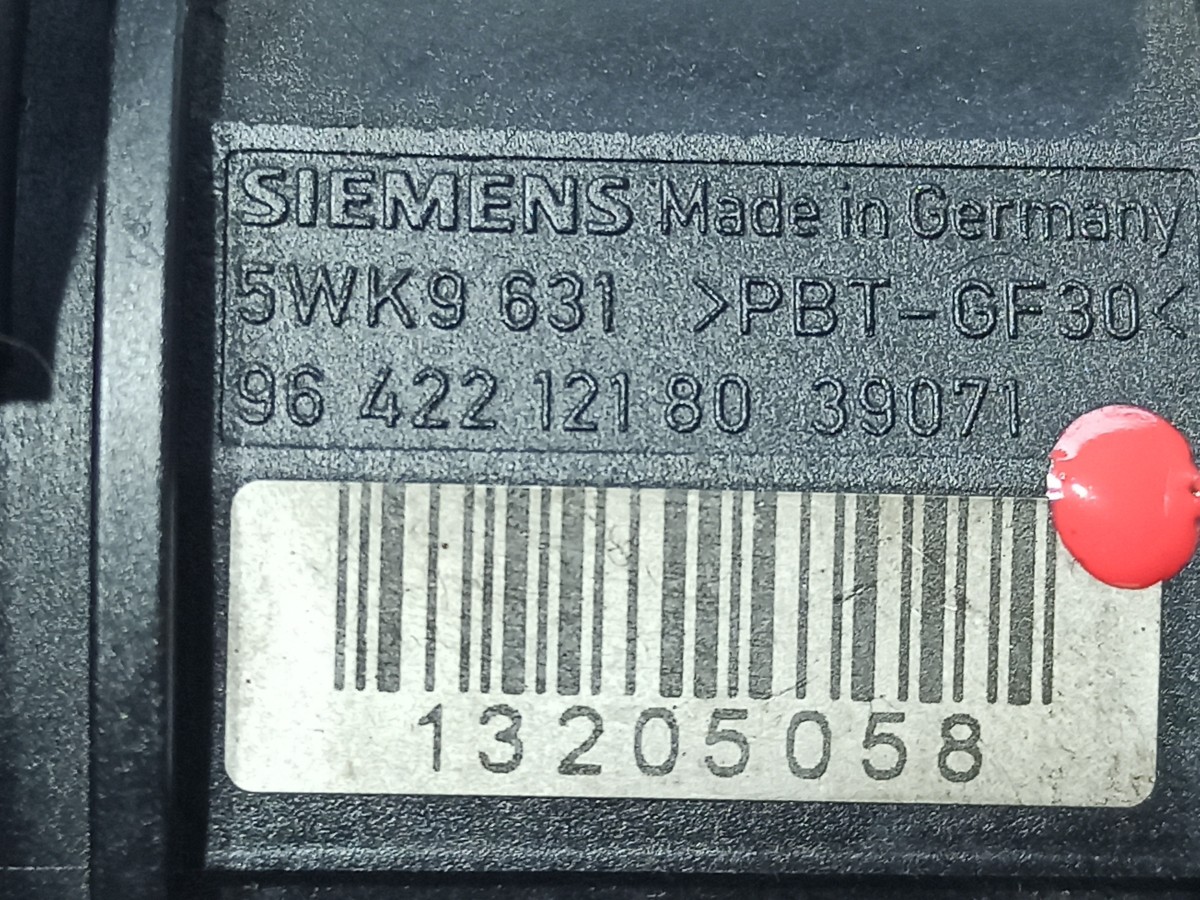 SIEMENS Made in Germany
5WK9 631 >PBT-GF30<
96 422 121 80 39071
13205058